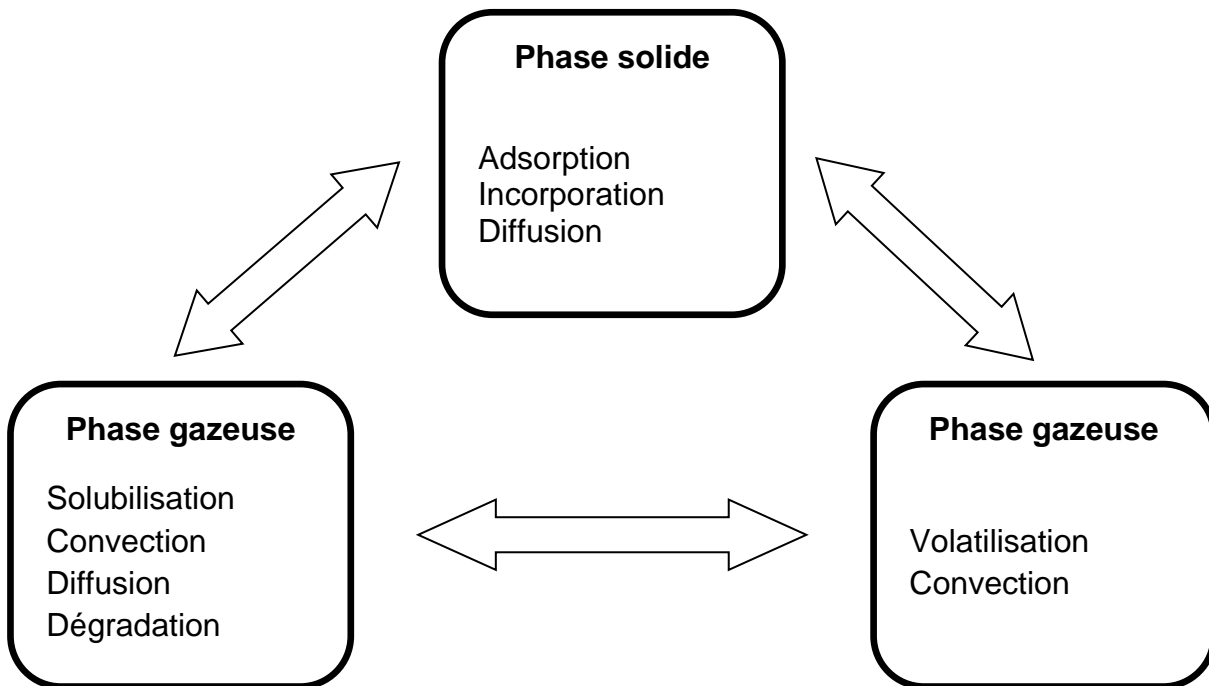 Phase solide
Adsorption
Incorporation
Diffusion
Phase gazeuse
Solubilisation
Convection
Diffusion
Dégradation
Phase gazeuse
Volatilisation
Convection